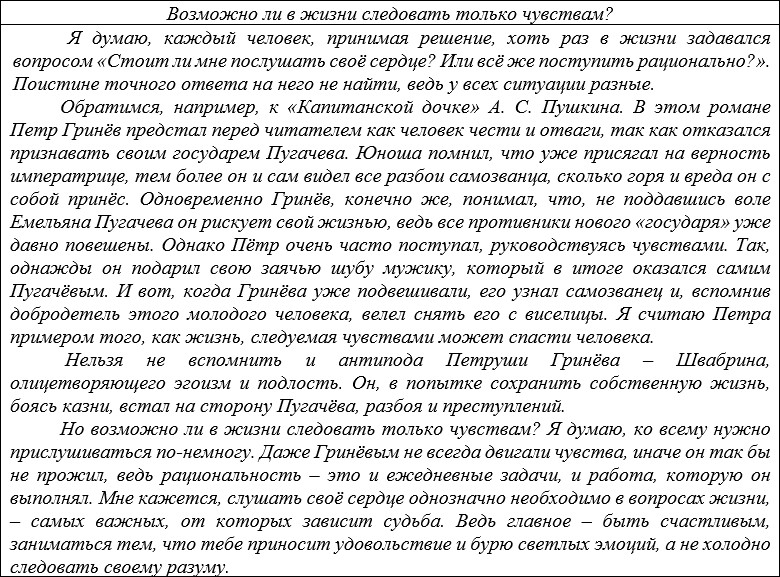 Возможно ли в жизни следовать только чувствам?
Я думаю, каждый человек, принимая решение, хоть раз в жизни задавался
вопросом «Стоит ли мне послушать своё сердце? Или всё же поступить рационально?».
Поистине точного ответа на него не найти, ведь у всех ситуации разные.
Обратимся, например, к «Капитанской дочке» А. С. Пушкина. В этом романе
Петр Гринёв предстал перед читателем как человек чести и отваги, так как отказался
признавать своим государем Пугачева. Юноша помнил, что уже присягал на верность
императрице, тем более он и сам видел все разбои самозванца, сколько горя и вреда он с
собой принёс. Одновременно Гринёв, конечно же, понимал, что, не поддавшись воле
Емельяна Пугачева он рискует свой жизнью, ведь все противники нового «государя» уже
давно повешены. Однако Пётр очень часто поступал, руководствуясь чувствами. Так,
однажды он подарил свою заячью шубу мужику, который в итоге оказался самим
Пугачёвым. И вот, когда Гринёва уже подвешивали, его узнал самозванец и, вспомнив
добродетель этого молодого человека, велел снять его с виселицы. Я считаю Петра
примером того, как жизнь, следуемая чувствами может спасти человека.
Нельзя не вспомнить и антипода Петруши Гринёва – Швабрина,
олицетворяющего эгоизм и подлость. Он, в попытке сохранить собственную жизнь,
боясь казни, встал на сторону Пугачёва, разбоя и преступлений.
Но возможно ли в жизни следовать только чувствам? Я думаю, ко всему нужно
прислушиваться по-немногу. Даже Гринёвым не всегда двигали чувства, иначе он так бы
не прожил, ведь рациональность – это и ежедневные задачи, и работа, которую он
выполнял. Мне кажется, слушать своё сердце однозначно необходимо в вопросах жизни,
– самых важных, от которых зависит судьба. Ведь главное – быть счастливым,
заниматься тем, что тебе приносит удовольствие и бурю светлых эмоций, а не холодно
следовать своему разуму.